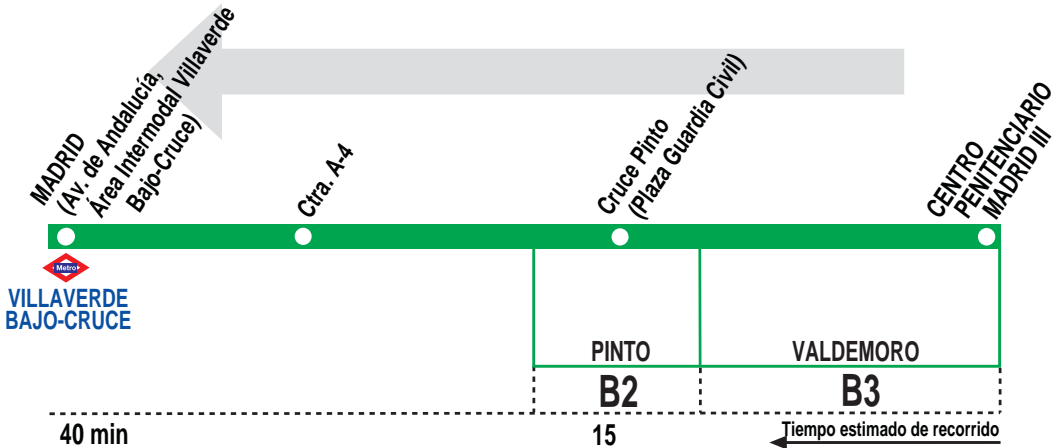 MADRID
(Av. de Andalucía,
Área Intermodal Villaverde
Bajo-Cruce)
Ctra. A-4
Cruce Pinto
(Plaza Guardia Civil)
CENTRO
PENITENCIARIO
MADRID III
Metro
VILLAVERDE
BAJO-CRUCE
PINTO
VALDEMORO
B2
B3
40 min
15
Tiempo estimado de recorrido